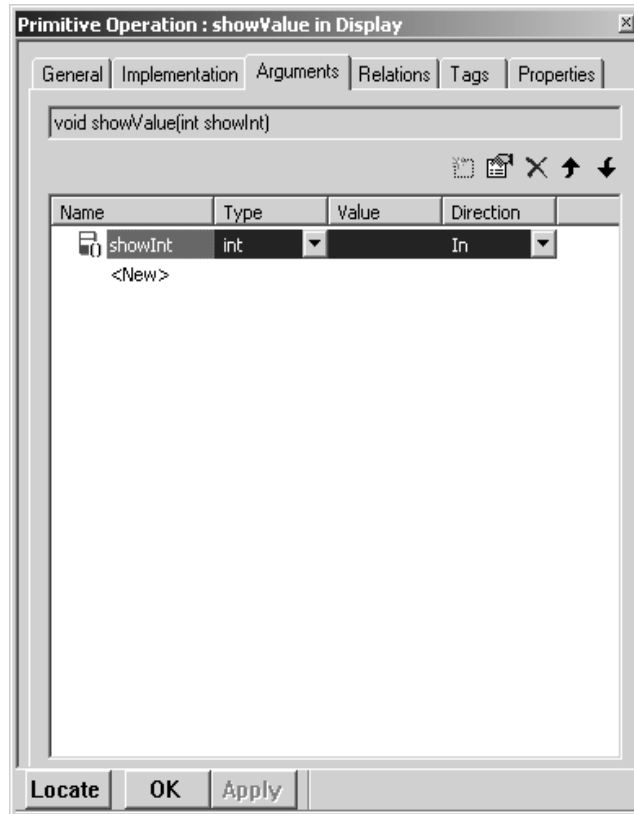 Primitive Operation : showValue in Display
General Implementation Arguments Relations Tags Properties
void showValue(int showInt)
Name Type Value Direction
showInt int In
<New>
Locate OK Apply